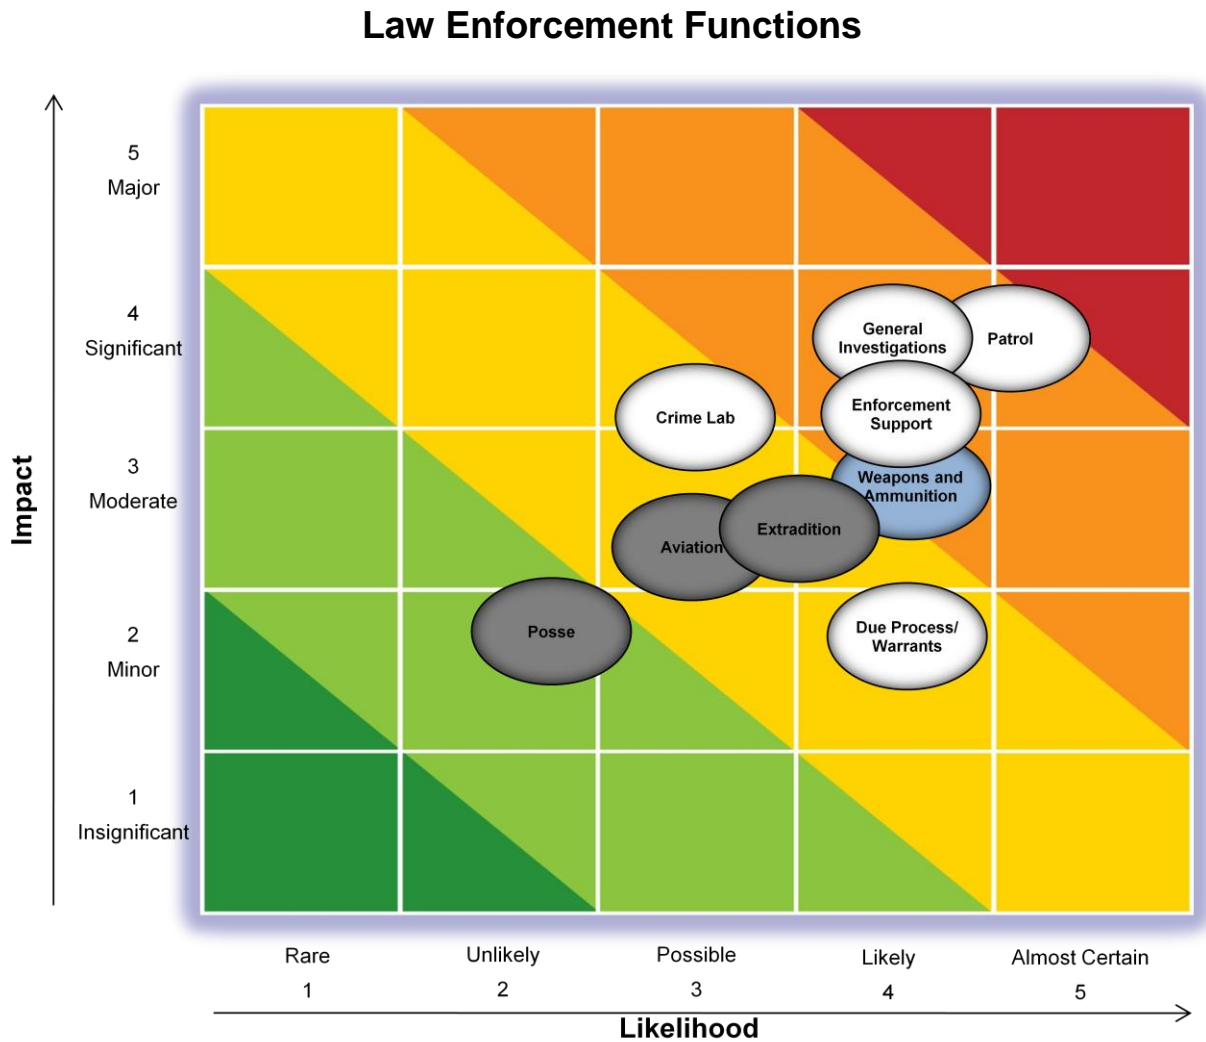 Law Enforcement Functions
5
Major
4
Significant
General
Investigations
Patrol
Enforcement
Support
Crime Lab
3
Moderate
Weapons and
Ammunition
Extradition
Aviation
2
Minor
Posse
Due Process/
Warrants
1
Insignificant
Impact
Rare
Unlikely
Possible
Likely
Almost Certain
1
2
3
4
5
Likelihood